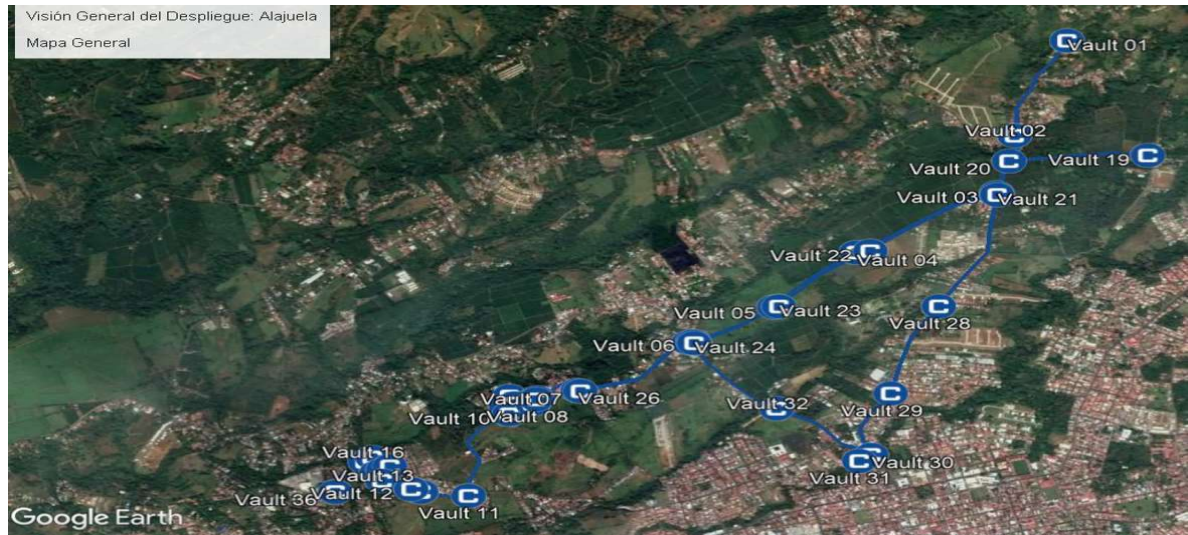 Visión General del Despliegue: Alajuela
Mapa General
Vault 01
Vault 02
Vault 20
Vault 19
Vault 03
Vault 21
Vault 22
Vault 04
Vault 05
Vault 23
Vault 28
Vault 06
Vault 24
Vault 07
Vault 26
Vault 10
Vault 08
Vault 32
Vault 29
Vault 16
Vault 30
Vault 13
Vault 31
Vault 36
Vault 12
Vault 11
Google Earth